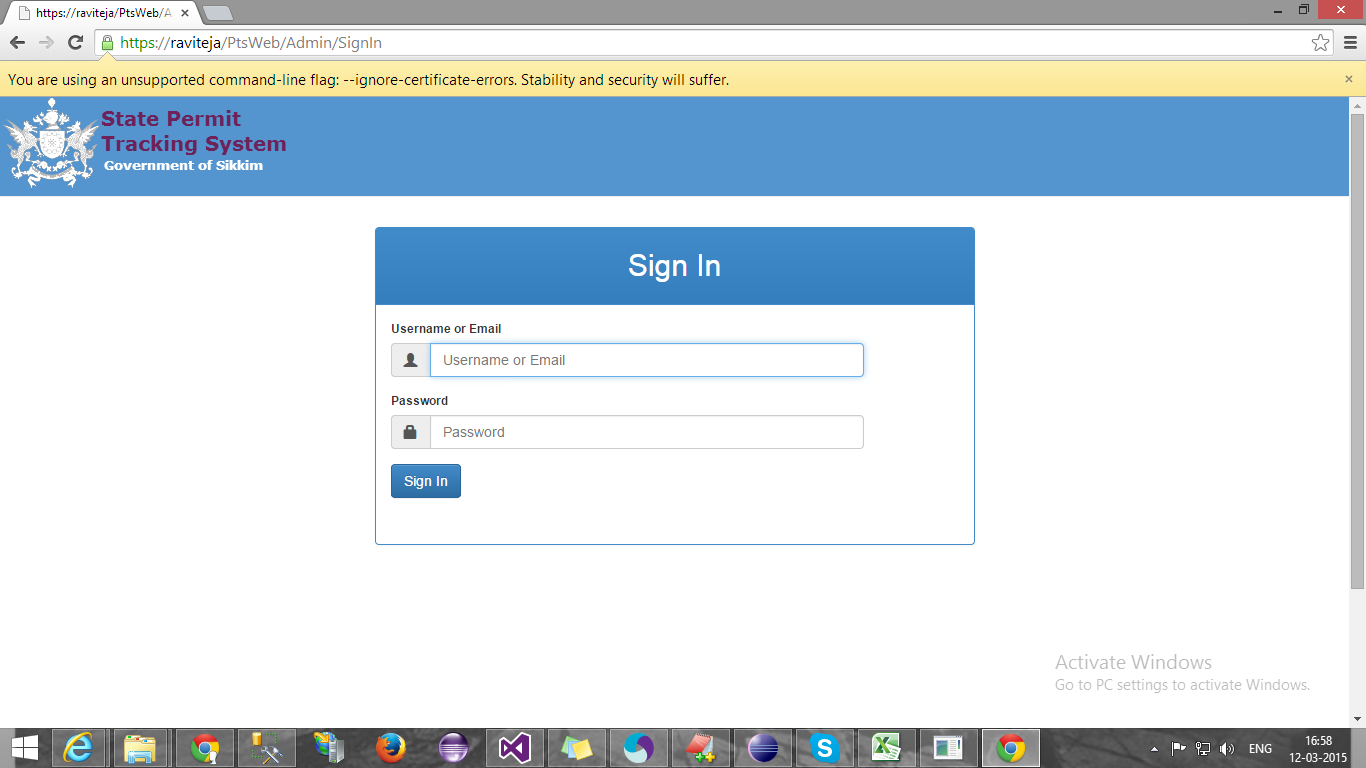 https://raviteja/PtsWeb/A
https://raviteja/PtsWeb/Admin/SignIn
You are using an unsupported command-line flag: --ignore-certificate-errors. Stability and security will suffer.
State Permit
Tracking System
Government of Sikkim
Sign In
Username or Email
Username or Email
Password
Password
Sign In
Activate Windows
Go to PC settings to activate Windows.
ENG
16:58
12-03-2015